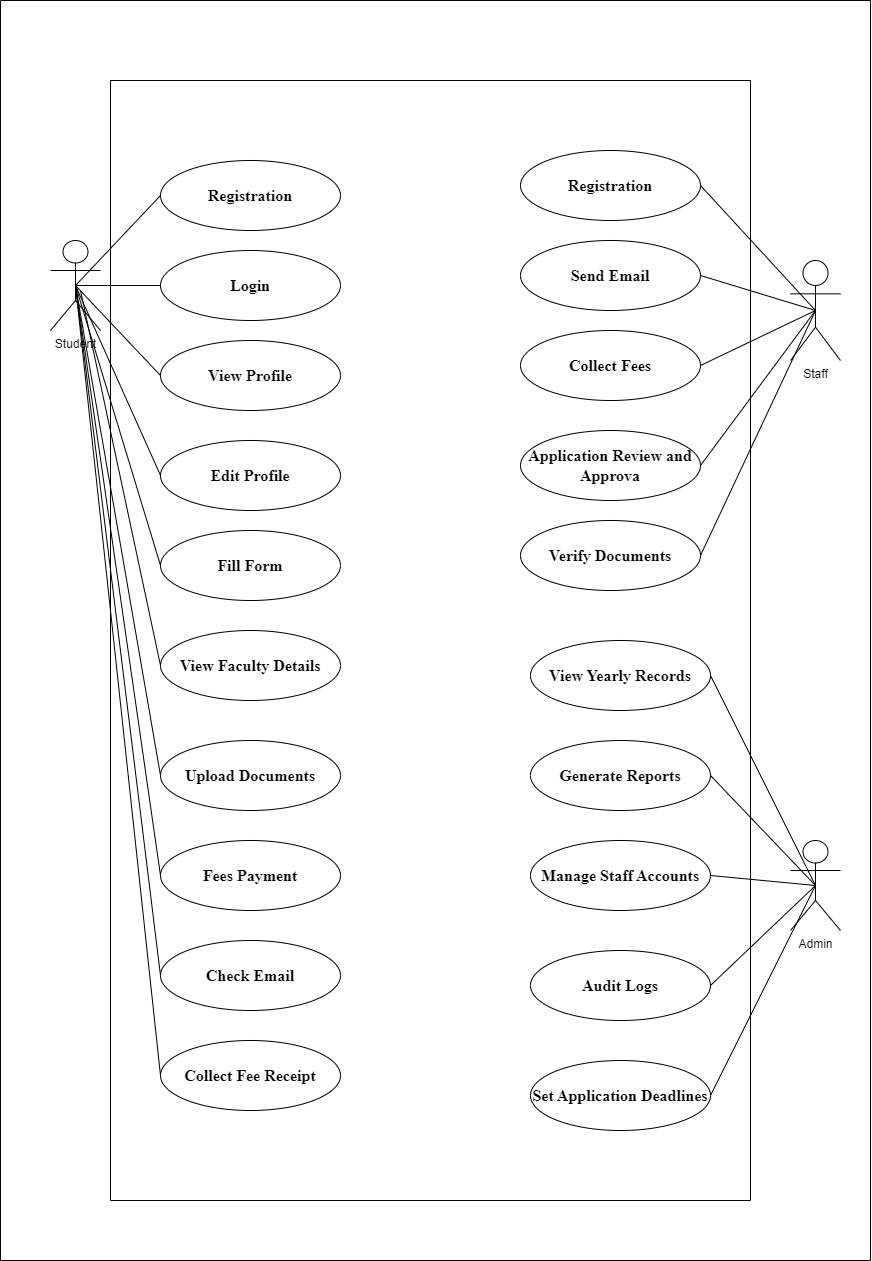 Registration
Login
Student
View Profile
Edit Profile
Fill Form
View Faculty Details
Upload Documents
Fees Payment
Check Email
Collect Fee Receipt
Registration
Send Email
Collect Fees
Staff
Application Review and
Approva
Verify Documents
View Yearly Records
Generate Reports
Manage Staff Accounts
Admin
Audit Logs
Set Application Deadlines